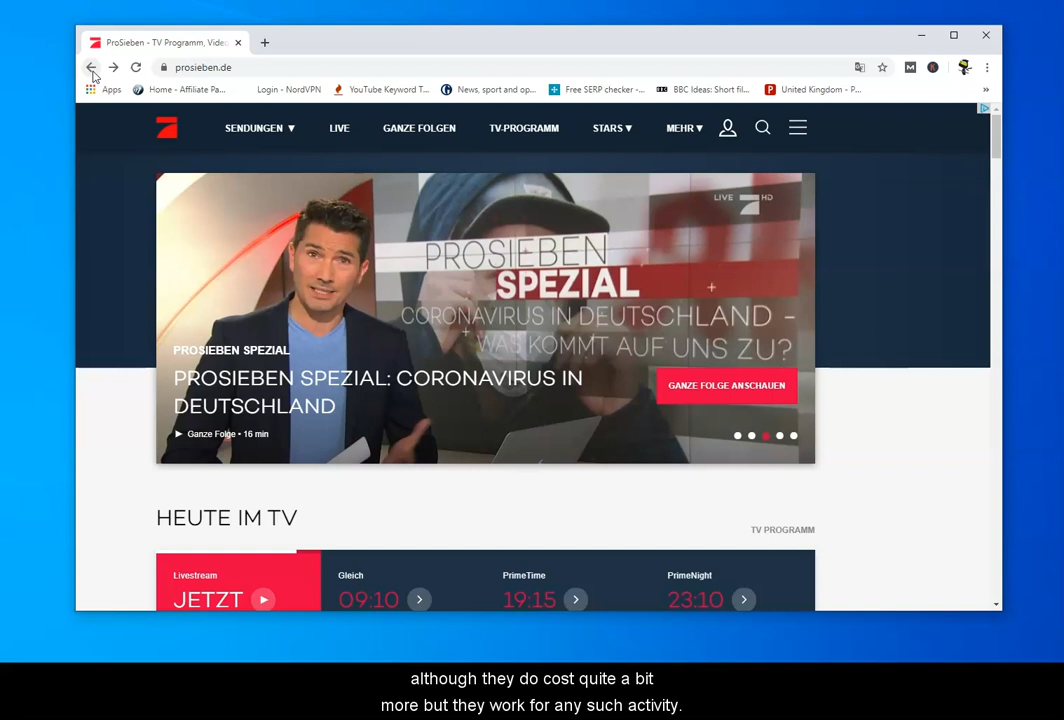 ProSieben - TV Programm, Vide
prosieben.de
Apps
Home - Affiliate Pa...
Login - NordVPN
YouTube Keyword T...
News, sport and op...
Free SERP checker -...
BBC Ideas: Short fil...
United Kingdom - P...
»
SENDUNGEN ▼
LIVE
GANZE FOLGEN
TV-PROGRAMM
STARS▼
MEHR▼
LIVE HD
PROSIEBEN
SPEZIAL
CORONAVIRUS IN DEUTSCHLAND -
WAS KOMMT AUF UNS ZU?
PROSIEBEN SPEZIAL
PROSIEBEN SPEZIAL: CORONAVIRUS IN
DEUTSCHLAND
Ganze Folge • 16 min
GANZE FOLGE ANSCHAUEN
HEUTE IM TV
TV PROGRAMM
Livestream
JETZT
Gleich
09:10
PrimeTime
19:15
PrimeNight
23:10
although they do cost quite a bit
more but they work for any such activity.